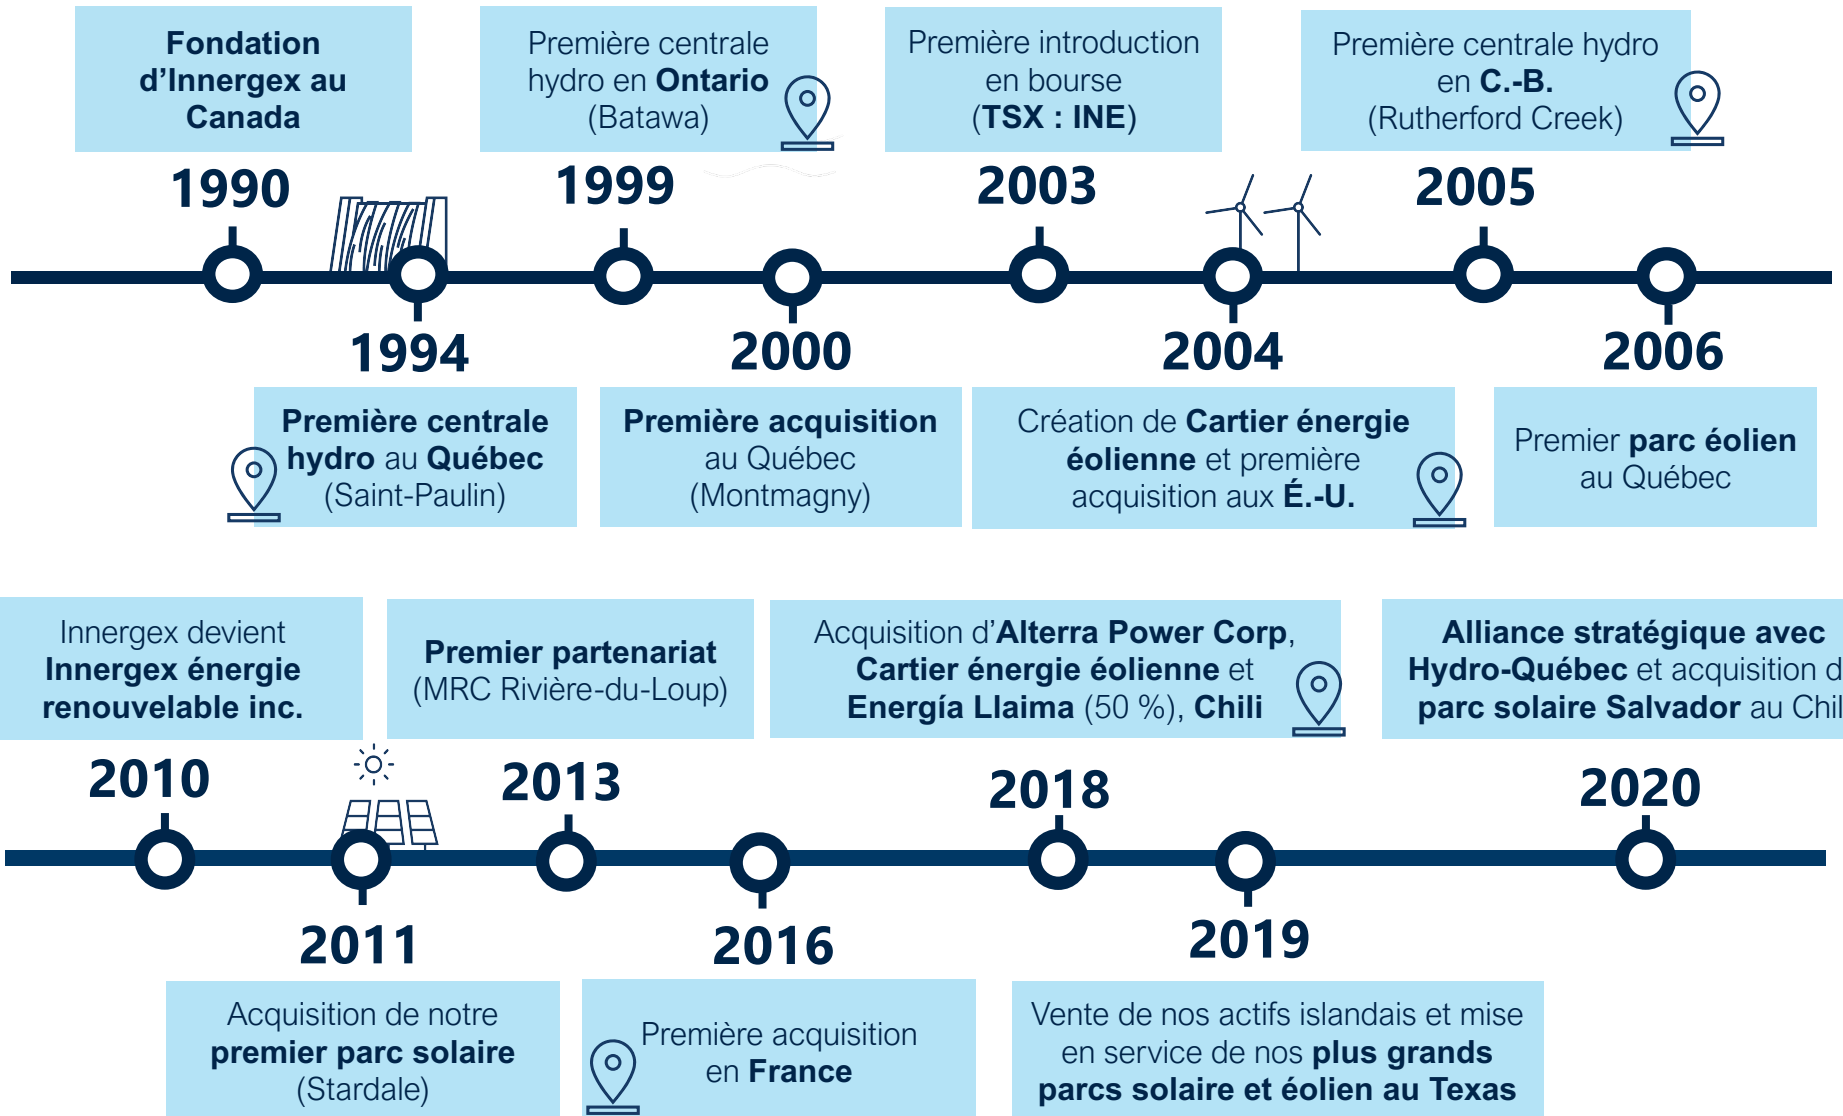 Fondation
d'Innergex au
Canada
1990
Première centrale
hydro en Ontario
(Batawa)
1999
Première introduction
en bourse
(TSX : INE)
2003
Première centrale hydro
en C.-B.
(Rutherford Creek)
2005
1994
Première centrale
hydro au Québec
(Saint-Paulin)
2000
Première acquisition
au Québec
(Montmagny)
2004
Création de Cartier énergie
éolienne et première
acquisition aux É.-U.
2006
Premier parc éolien
au Québec
Innergex devient
Innergex énergie
renouvelable inc.
2010
Premier partenariat
(MRC Rivière-du-Loup)
2013
Acquisition d'Alterra Power Corp,
Cartier énergie éolienne et
Energía Llaima (50 %), Chili
2018
Alliance stratégique avec
Hydro-Québec et acquisition d
parc solaire Salvador au Chil
2020
2011
Acquisition de notre
premier parc solaire
(Stardale)
2016
Première acquisition
en France
2019
Vente de nos actifs islandais et mise
en service de nos plus grands
parcs solaire et éolien au Texas